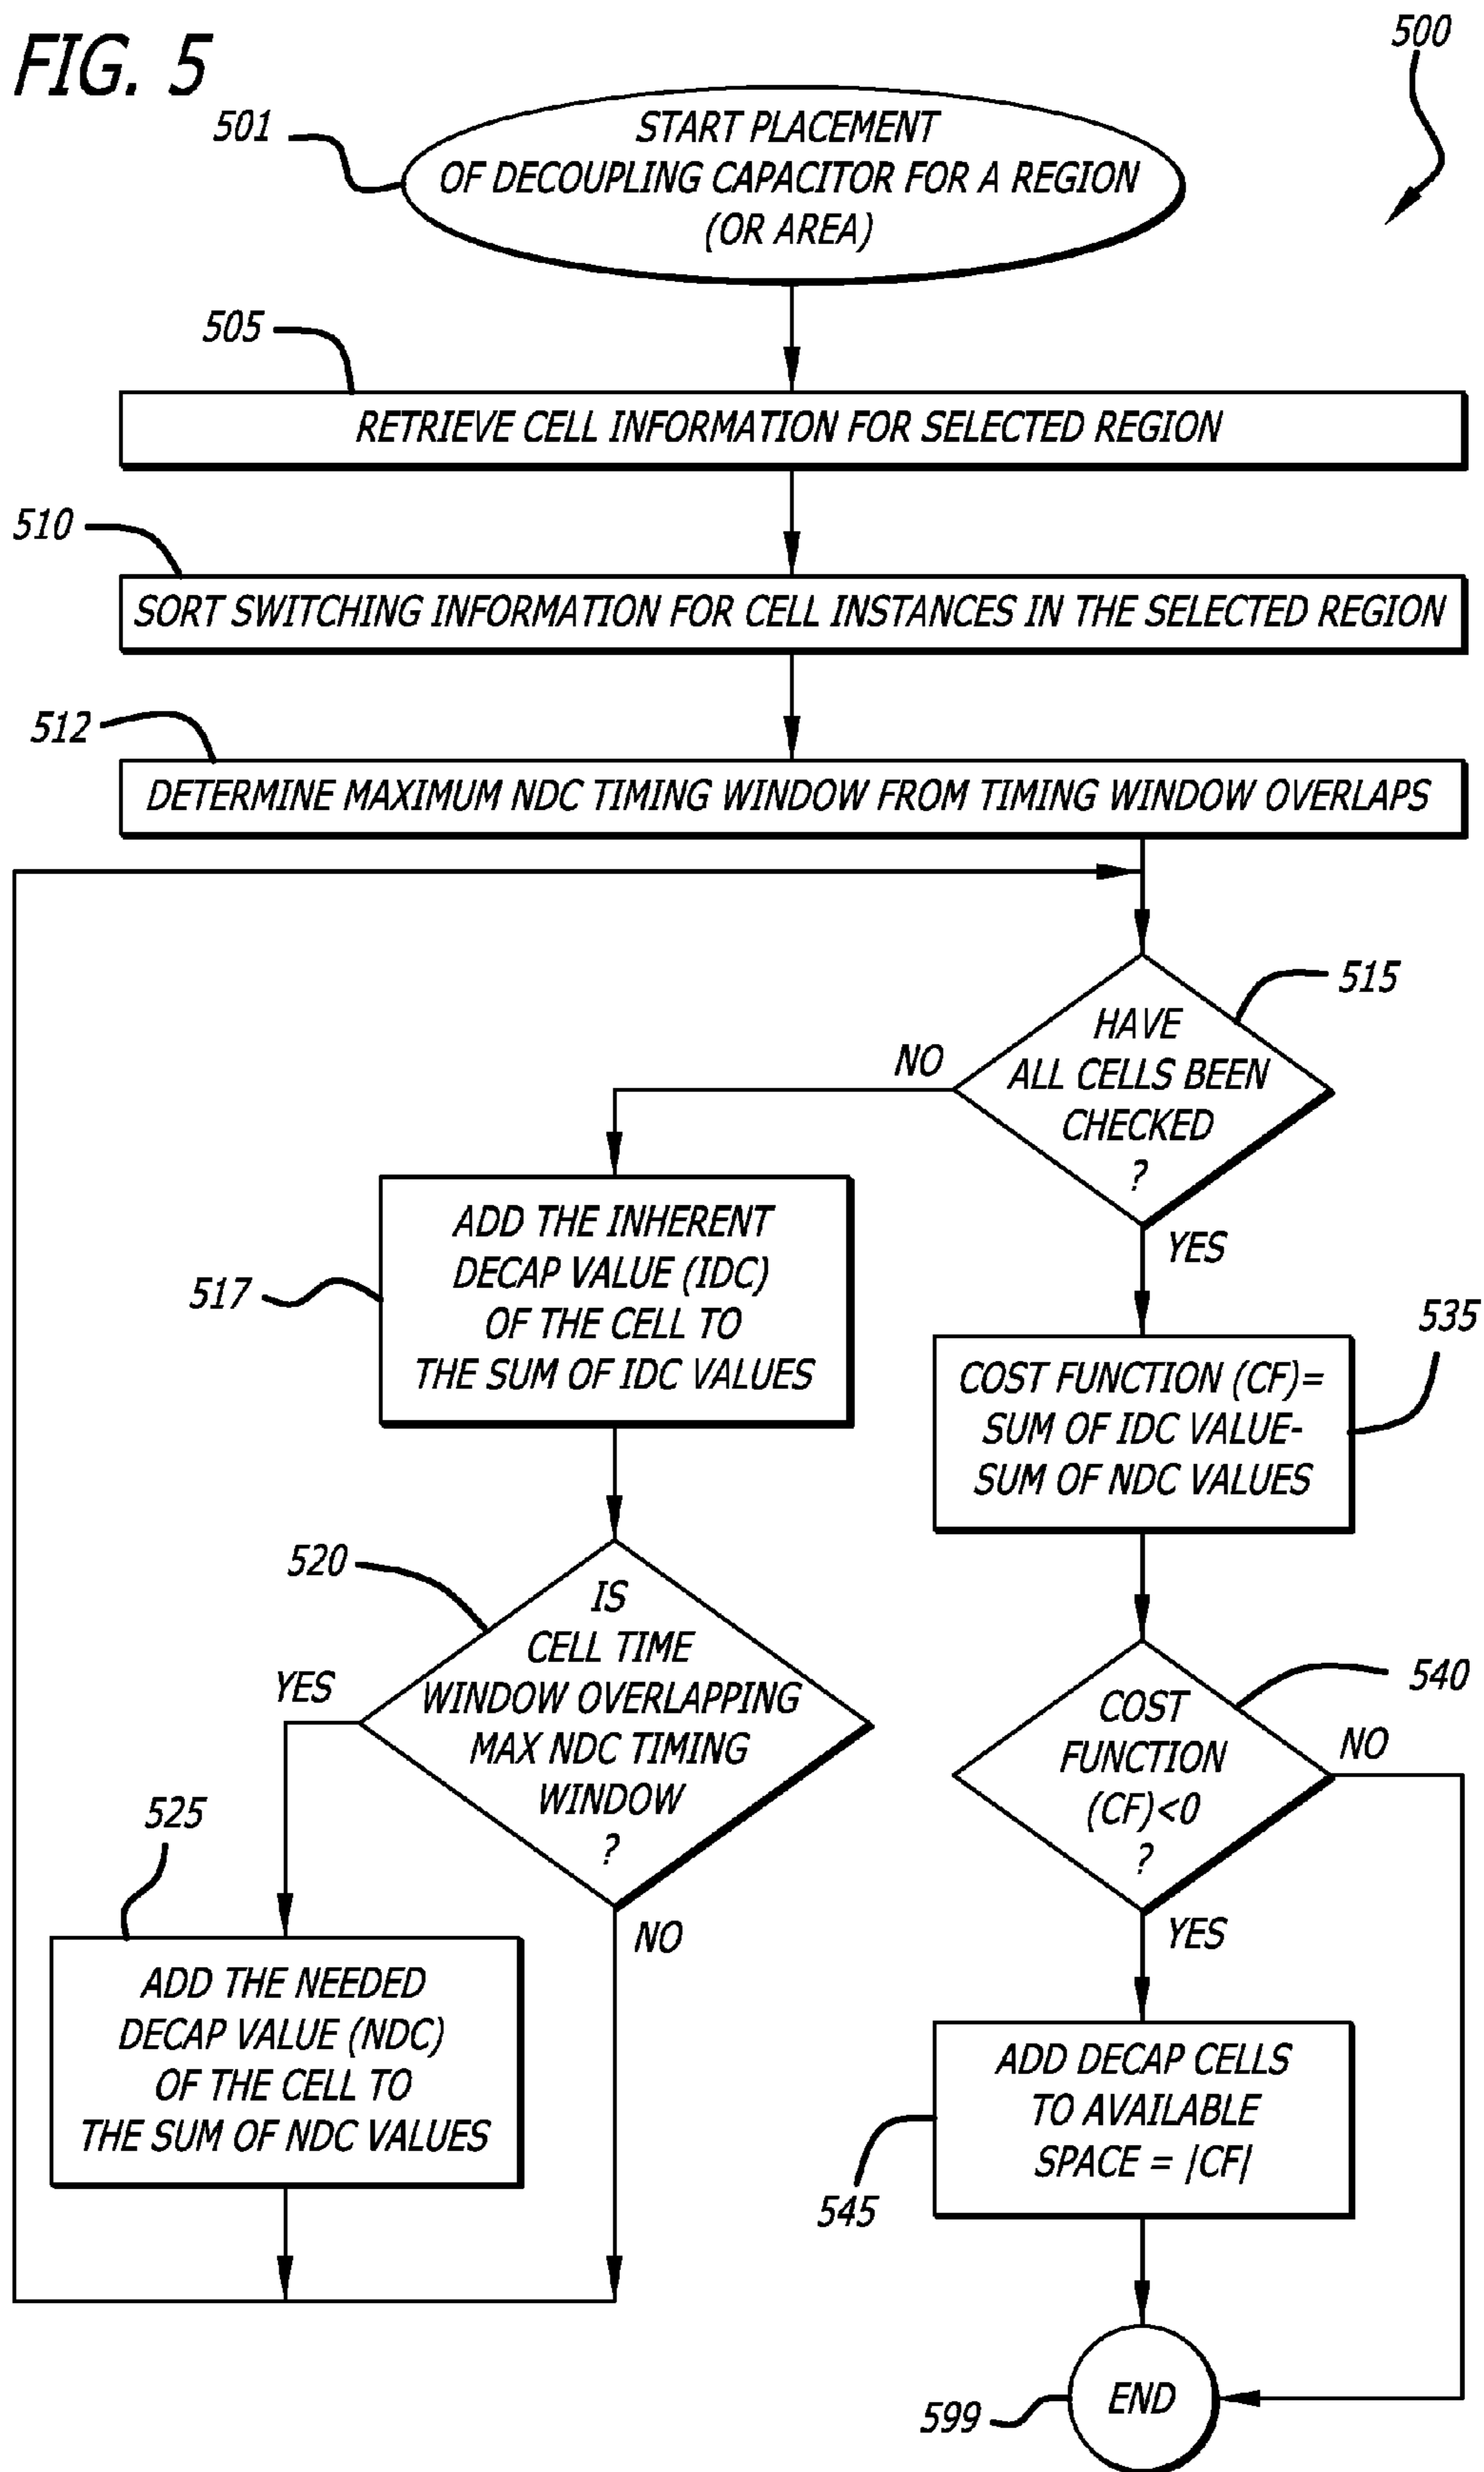 FIG. 5
500
501
START PLACEMENT
OF DECOUPLING CAPACITOR FOR A REGION
(OR AREA)
505
RETRIEVE CELL INFORMATION FOR SELECTED REGION
510
SORT SWITCHING INFORMATION FOR CELL INSTANCES IN THE SELECTED REGION
512
DETERMINE MAXIMUM NDC TIMING WINDOW FROM TIMING WINDOW OVERLAPS
515
HAVE
ALL CELLS BEEN
CHECKED
?
NO
YES
517
ADD THE INHERENT
DECAP VALUE (IDC)
OF THE CELL TO
THE SUM OF IDC VALUES
535
COST FUNCTION (CF)=
SUM OF IDC VALUE-
SUM OF NDC VALUES
520
IS
CELL TIME
WINDOW OVERLAPPING
MAX NDC TIMING
WINDOW
?
YES
NO
540
COST
FUNCTION
(CF)<0
?
NO
YES
525
ADD THE NEEDED
DECAP VALUE (NDC)
OF THE CELL TO
THE SUM OF NDC VALUES
545
ADD DECAP CELLS
TO AVAILABLE
SPACE = |CF|
599
END